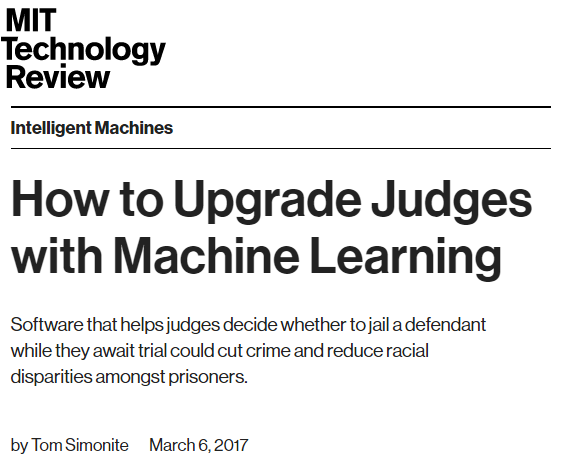 MIT
Technology
Review
Intelligent Machines
How to Upgrade Judges
with Machine Learning
Software that helps judges decide whether to jail a defendant
while they await trial could cut crime and reduce racial
disparities amongst prisoners.
by Tom Simonite March 6, 2017